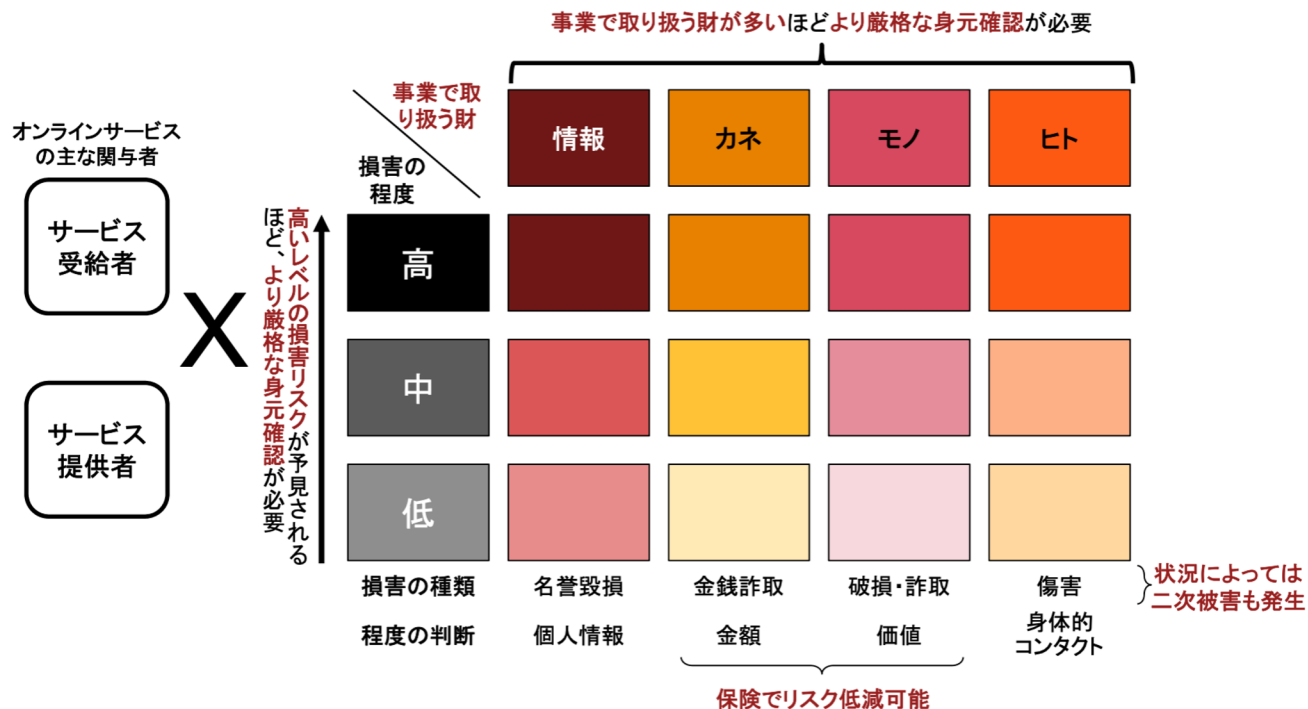 事業で取り扱う財が多いほどより厳格な身元確認が必要
事業で取
り扱う財
損害の
程度
情報
カネ
モノ
ヒト
オンラインサービス
の主な関与者
サービス
受給者
サービス
提供者
X
高いレベルの損害リスクが予見される
ほど、より厳格な身元確認が必要
高
中
低
損害の種類
名誉毀損
金銭詐取
破損・詐取
傷害
状況によっては
二次被害も発生
程度の判断
個人情報
金額
価値
身体的
コンタクト
保険でリスク低減可能